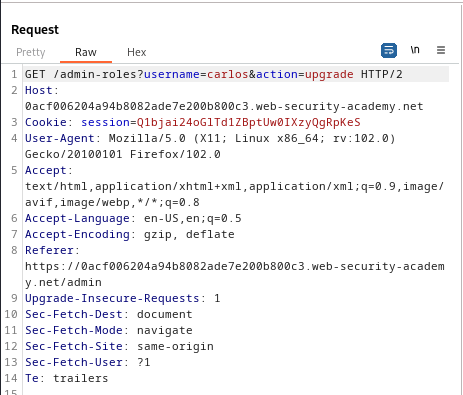 Request
Pretty Raw Hex
\n
1 GET /admin-roles?username=carlos&action=upgrade HTTP/2
2 Host:
0acf006204a94b8082ade7e200b800c3.web-security-academy.net
3 Cookie: session=Q1bjai24oGlTd1ZBptUw0IXzyQgRpKeS
4 User-Agent: Mozilla/5.0 (X11; Linux x86_64; rv:102.0)
Gecko/20100101 Firefox/102.0
5 Accept:
text/html,application/xhtml+xml,application/xml;q=0.9,image/
avif,image/webp,*/*;q=0.8
6 Accept-Language: en-US,en;q=0.5
7 Accept-Encoding: gzip, deflate
8 Referer:
https://0acf006204a94b8082ade7e200b800c3.web-security-academ
y.net/admin
9 Upgrade-Insecure-Requests: 1
10 Sec-Fetch-Dest: document
11 Sec-Fetch-Mode: navigate
12 Sec-Fetch-Site: same-origin
13 Sec-Fetch-User: ?1
14 Te: trailers
15